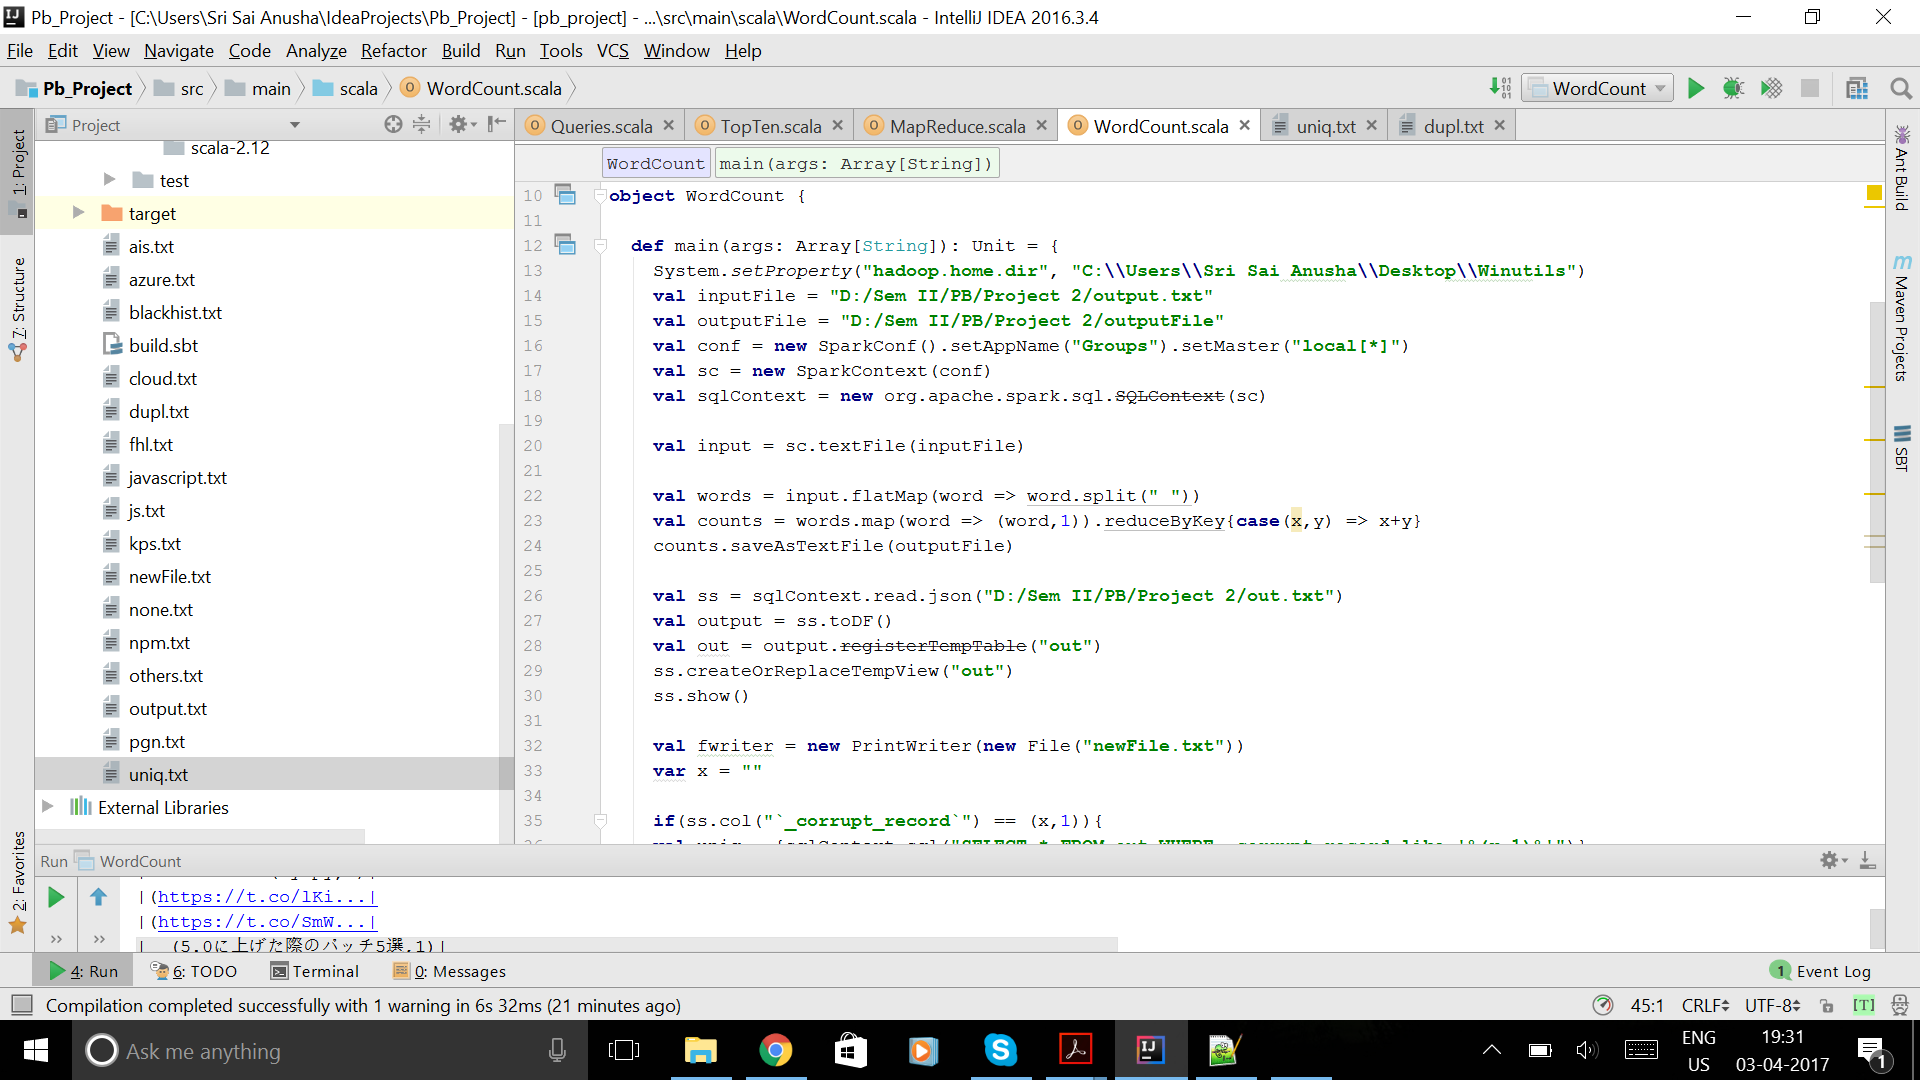 Pb_Project - [C:\Users\Sri Sai Anusha\IdeaProjects\Pb_Project] - [pb_project] - ...\src\main\scala\WordCount.scala - IntelliJ IDEA 2016.3.4
File Edit View Navigate Code Analyze Refactor Build Run Tools VCS Window Help
Pb_Project src main scala WordCount.scala
WordCount
Project
Queries.scala TopTen.scala MapReduce.scala WordCount.scala uniq.txt dupl.txt
1: Project
7: Structure
2: Favorites
scala-2.12
test
target
ais.txt
azure.txt
blackhist.txt
build.sbt
cloud.txt
dupl.txt
fhl.txt
javascript.txt
js.txt
kps.txt
newFile.txt
none.txt
npm.txt
others.txt
output.txt
pgn.txt
uniq.txt
External Libraries
WordCount main(args: Array[String])
10 object WordCount {
11
12 def main(args: Array[String]): Unit = {
13 System.setProperty("hadoop.home.dir", "C:\\Users\\Sri Sai Anusha\\Desktop\\Winutils")
14 val inputFile = "D:/Sem II/PB/Project 2/output.txt"
15 val outputFile = "D:/Sem II/PB/Project 2/outputFile"
16 val conf = new SparkConf().setAppName("Groups").setMaster("local[*]")
17 val sc = new SparkContext(conf)
18 val sqlContext = new org.apache.spark.sql.SQLContext(sc)
19
20 val input = sc.textFile(inputFile)
21
22 val words = input.flatMap(word => word.split(" "))
23 val counts = words.map(word => (word,1)).reduceByKey{case(x,y) => x+y}
24 counts.saveAsTextFile(outputFile)
25
26 val ss = sqlContext.read.json("D:/Sem II/PB/Project 2/out.txt")
27 val output = ss.toDF()
28 val out = output.registerTempTable("out")
29 ss.createOrReplaceTempView("out")
30 ss.show()
31
32 val fwriter = new PrintWriter(new File("newFile.txt"))
33 var x = ""
34
35 if(ss.col("`_corrupt_record`") == (x,1)){
Ant Build
Maven Projects
SBT
Run WordCount
|(https://t.co/lKi...|
|(https://t.co/SmW...|
| (5.0に上げた際のパッチ5選,1)|
4: Run 6: TODO Terminal 0: Messages 1 Event Log
Compilation completed successfully with 1 warning in 6s 32ms (21 minutes ago) 45:1 CRLF UTF-8 [T]
Ask me anything
ENG
US
19:31
03-04-2017
1